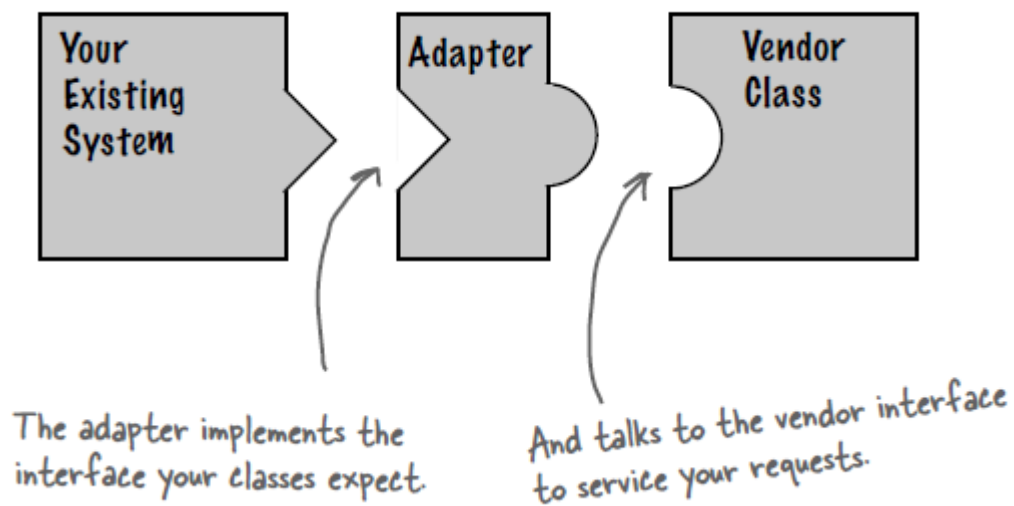 Your
Existing
System
Adapter
Vendor
Class
The adapter implements the
interface your classes expect.
And talks to the vendor interface
to service your requests.